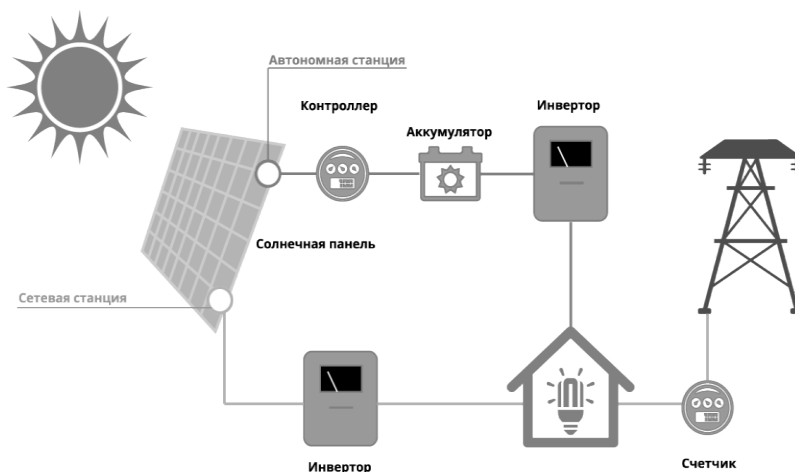 Автономная станция
Контроллер
Аккумулятор
Инвертор
Солнечная панель
Сетевая станция
Инвертор
Счетчик